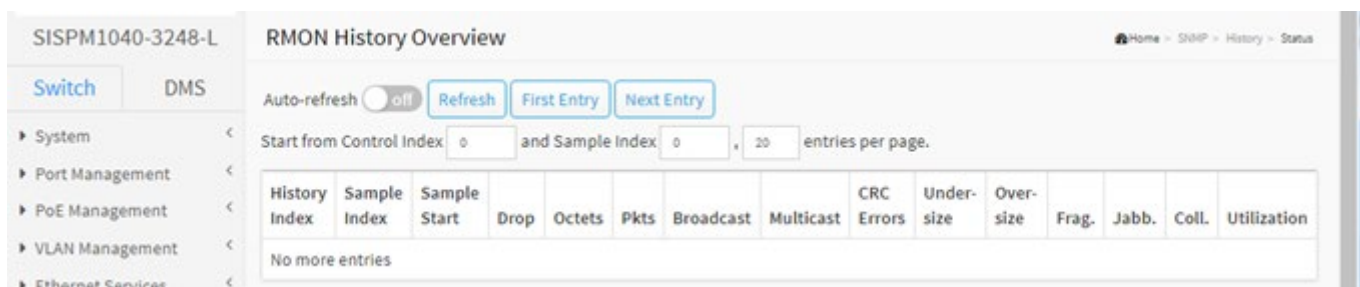 SISPM1040-3248-L
RMON History Overview
Home > SNMP > History > Status
Switch DMS
Auto-refresh off Refresh First Entry Next Entry
System
Start from Control Index 0 and Sample Index 0 , 20 entries per page.
Port Management
PoE Management
VLAN Management
Ethernet Services
History Index Sample Index Sample Start Drop Octets Pkts Broadcast Multicast CRC Errors Under-size Over-size Frag. Jabb. Coll. Utilization
No more entries